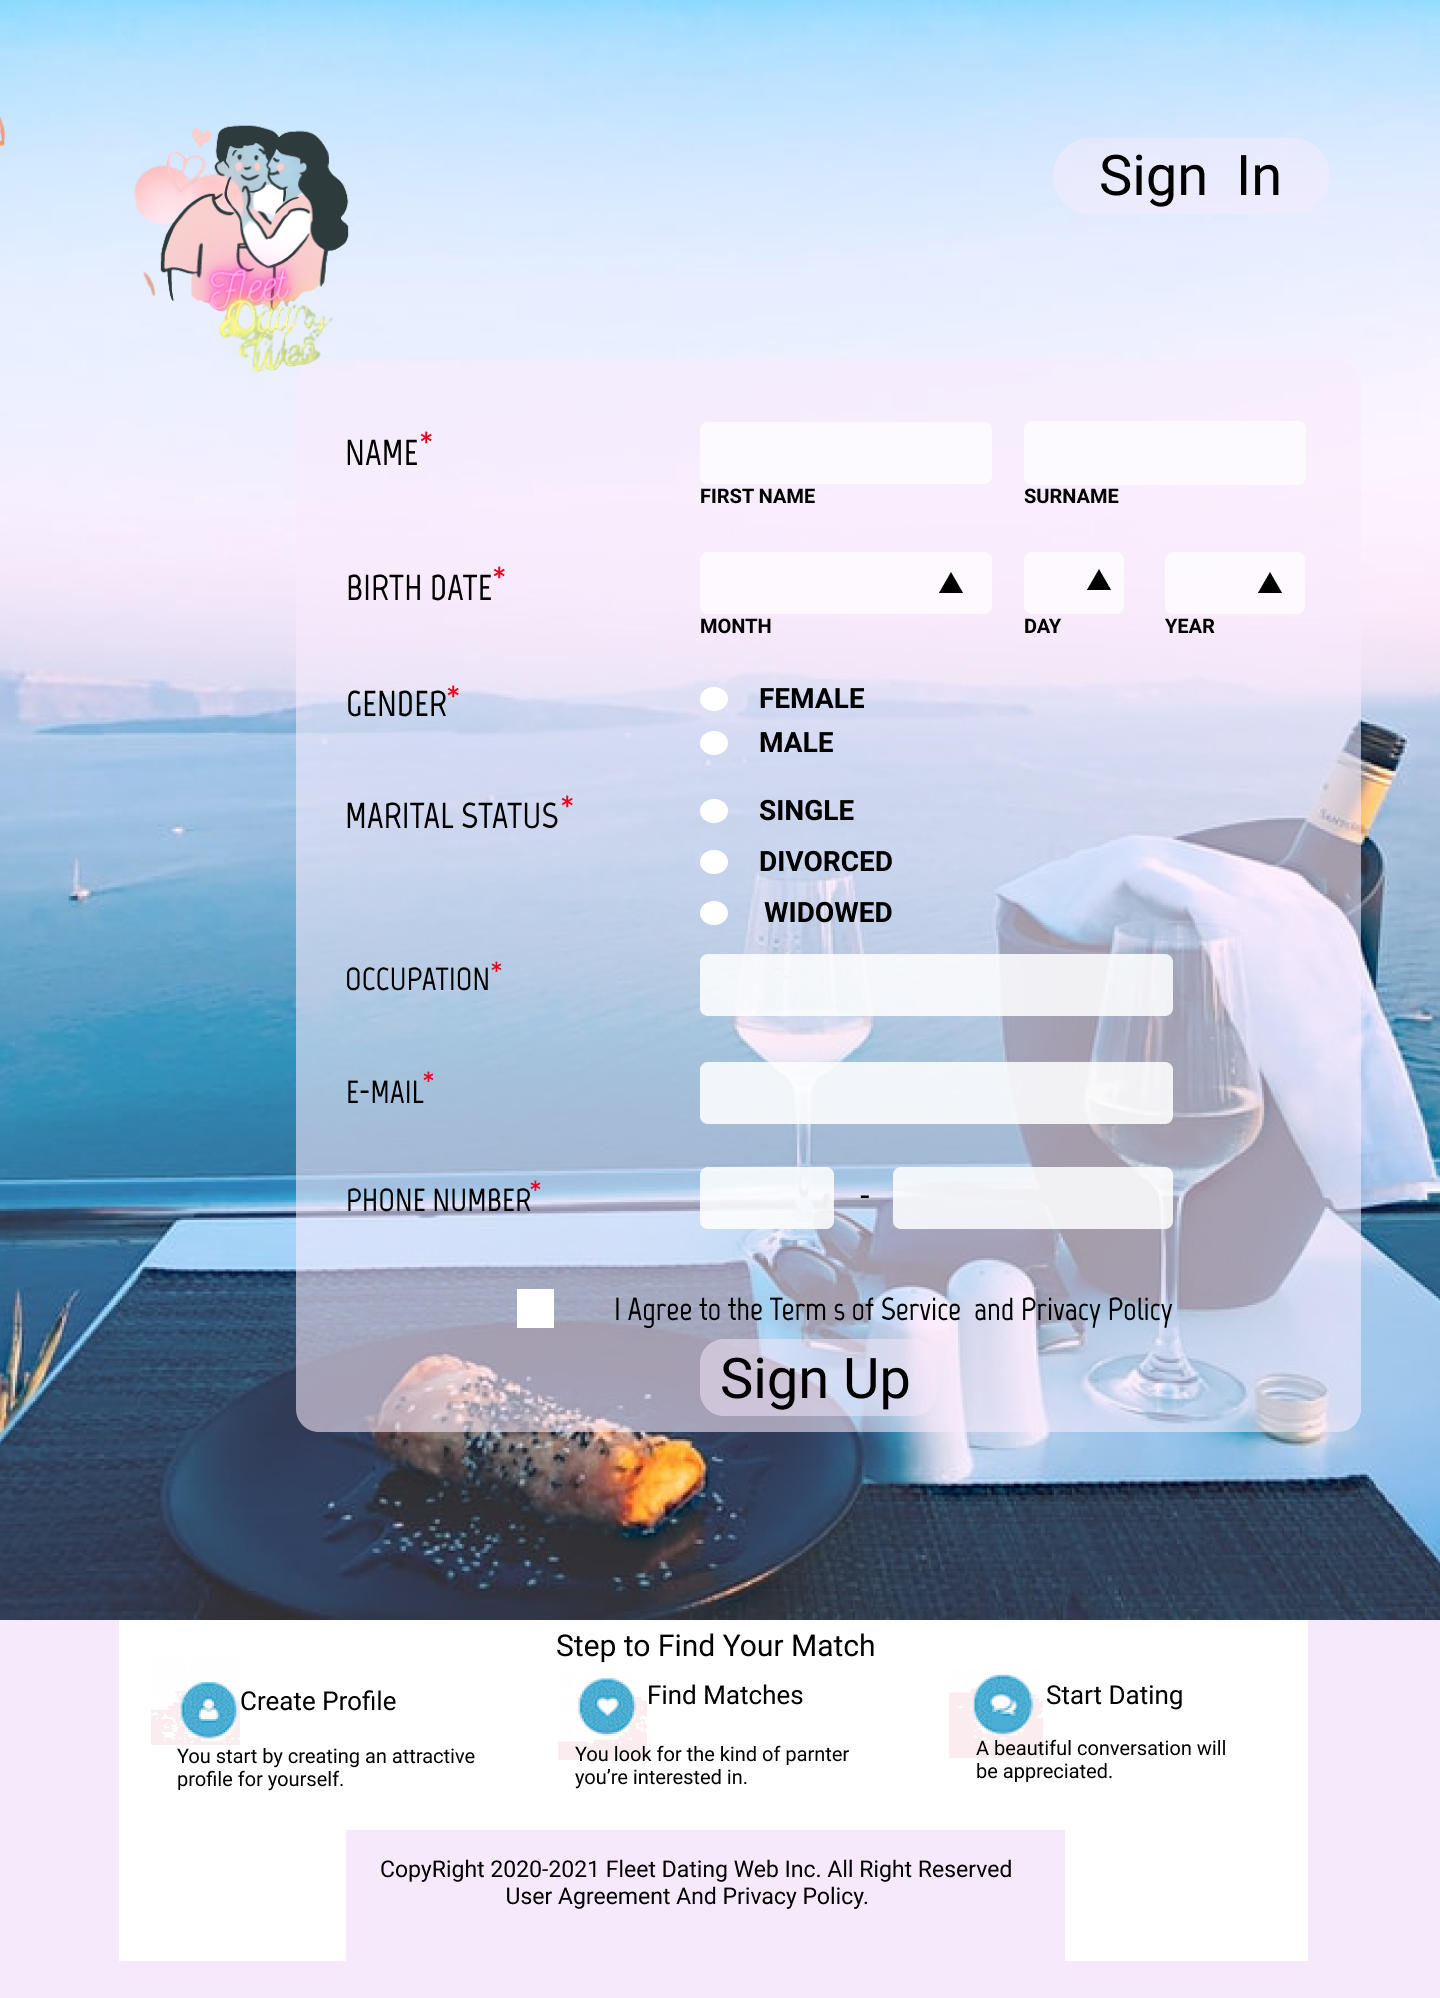 Sign In
Fleet
Dating
Web
NAME*
FIRST NAME
SURNAME
BIRTH DATE*
MONTH
DAY
YEAR
GENDER*
FEMALE
MALE
MARITAL STATUS*
SINGLE
DIVORCED
WIDOWED
OCCUPATION*
E-MAIL*
PHONE NUMBER*
-
I Agree to the Term s of Service and Privacy Policy
Sign Up
Step to Find Your Match
Create Profile
You start by creating an attractive
profile for yourself.
Find Matches
You look for the kind of parnter
you’re interested in.
Start Dating
A beautiful conversation will
be appreciated.
CopyRight 2020-2021 Fleet Dating Web Inc. All Right Reserved
User Agreement And Privacy Policy.